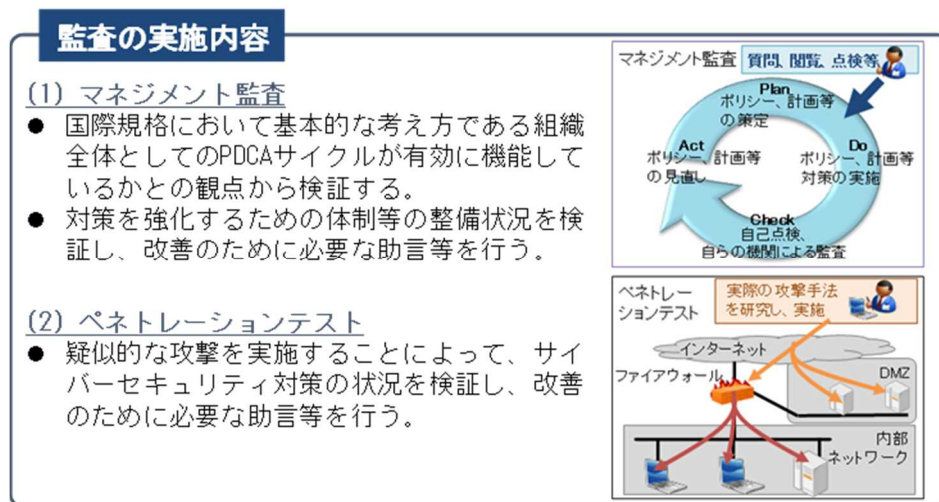 監査の実施内容
(1) マネジメント監査
● 国際規格において基本的な考え方である組織
全体としてのPDCAサイクルが有効に機能して
いるかとの観点から検証する。
● 対策を強化するための体制等の整備状況を検
証し、改善のために必要な助言等を行う。
(2) ペネトレーションテスト
● 疑似的な攻撃を実施することによって、サイ
バーセキュリティ対策の状況を検証し、改善
のために必要な助言等を行う。
マネジメント監査
質問、閲覧、点検等
Plan
ポリシー、計画等
の策定
Act
ポリシー、計画等
の見直し
Do
ポリシー、計画等
対策の実施
Check
自己点検、
自らの機関による監査
ペネトレー
ションテスト
実際の攻撃手法
を研究し、実施
インターネット
ファイアウォール
DMZ
内部
ネットワーク